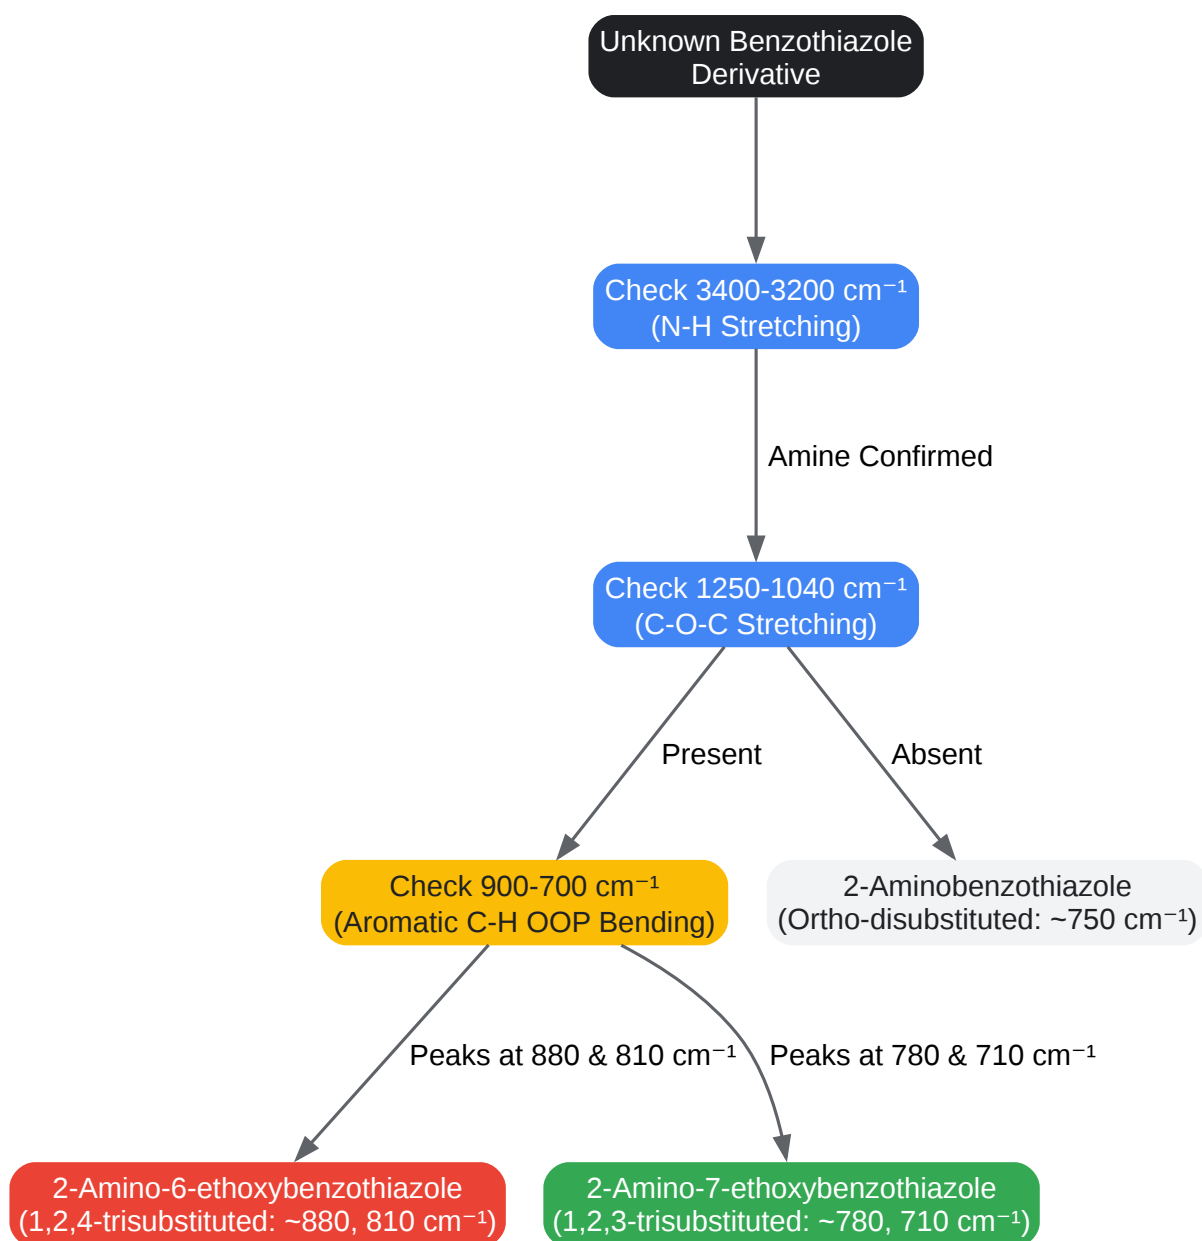 Unknown Benzothiazole
Derivative
Check 3400-3200 cm⁻¹
(N-H Stretching)
Amine Confirmed
Check 1250-1040 cm⁻¹
(C-O-C Stretching)
Present
Absent
Check 900-700 cm⁻¹
(Aromatic C-H OOP Bending)
2-Aminobenzothiazole
(Ortho-disubstituted: ~750 cm⁻¹)
Peaks at 880 & 810 cm⁻¹
Peaks at 780 & 710 cm⁻¹
2-Amino-6-ethoxybenzothiazole
(1,2,4-trisubstituted: ~880, 810 cm⁻¹)
2-Amino-7-ethoxybenzothiazole
(1,2,3-trisubstituted: ~780, 710 cm⁻¹)